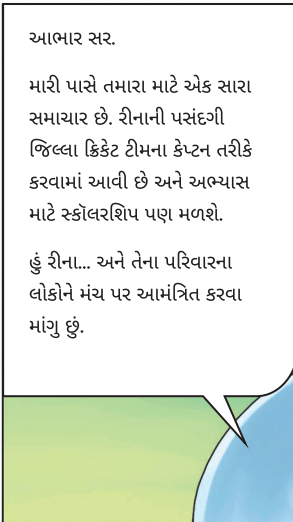 આભાર સર.
મારી પાસે તમારા માટે એક સારા
સમાચાર છે. રીનાની પસંદગી
જિલ્લા ક્રિકેટ ટીમના કેપ્ટન તરીકે
કરવામાં આવી છે અને અભ્યાસ
માટે સ્કૉલરશિપ પણ મળશે.
હું રીના... અને તેના પરિવારના
લોકોને મંચ પર આમંત્રિત કરવા
માંગુ છું.